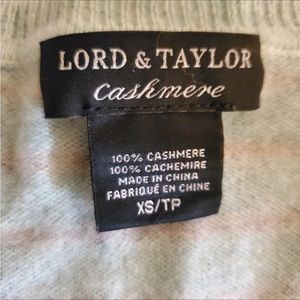 LORD & TAYLOR
Cashmere
100% CASHMERE
100% CACHEMIRE
MADE IN CHINA
FABRIQUÉ EN CHINE
XS/TP